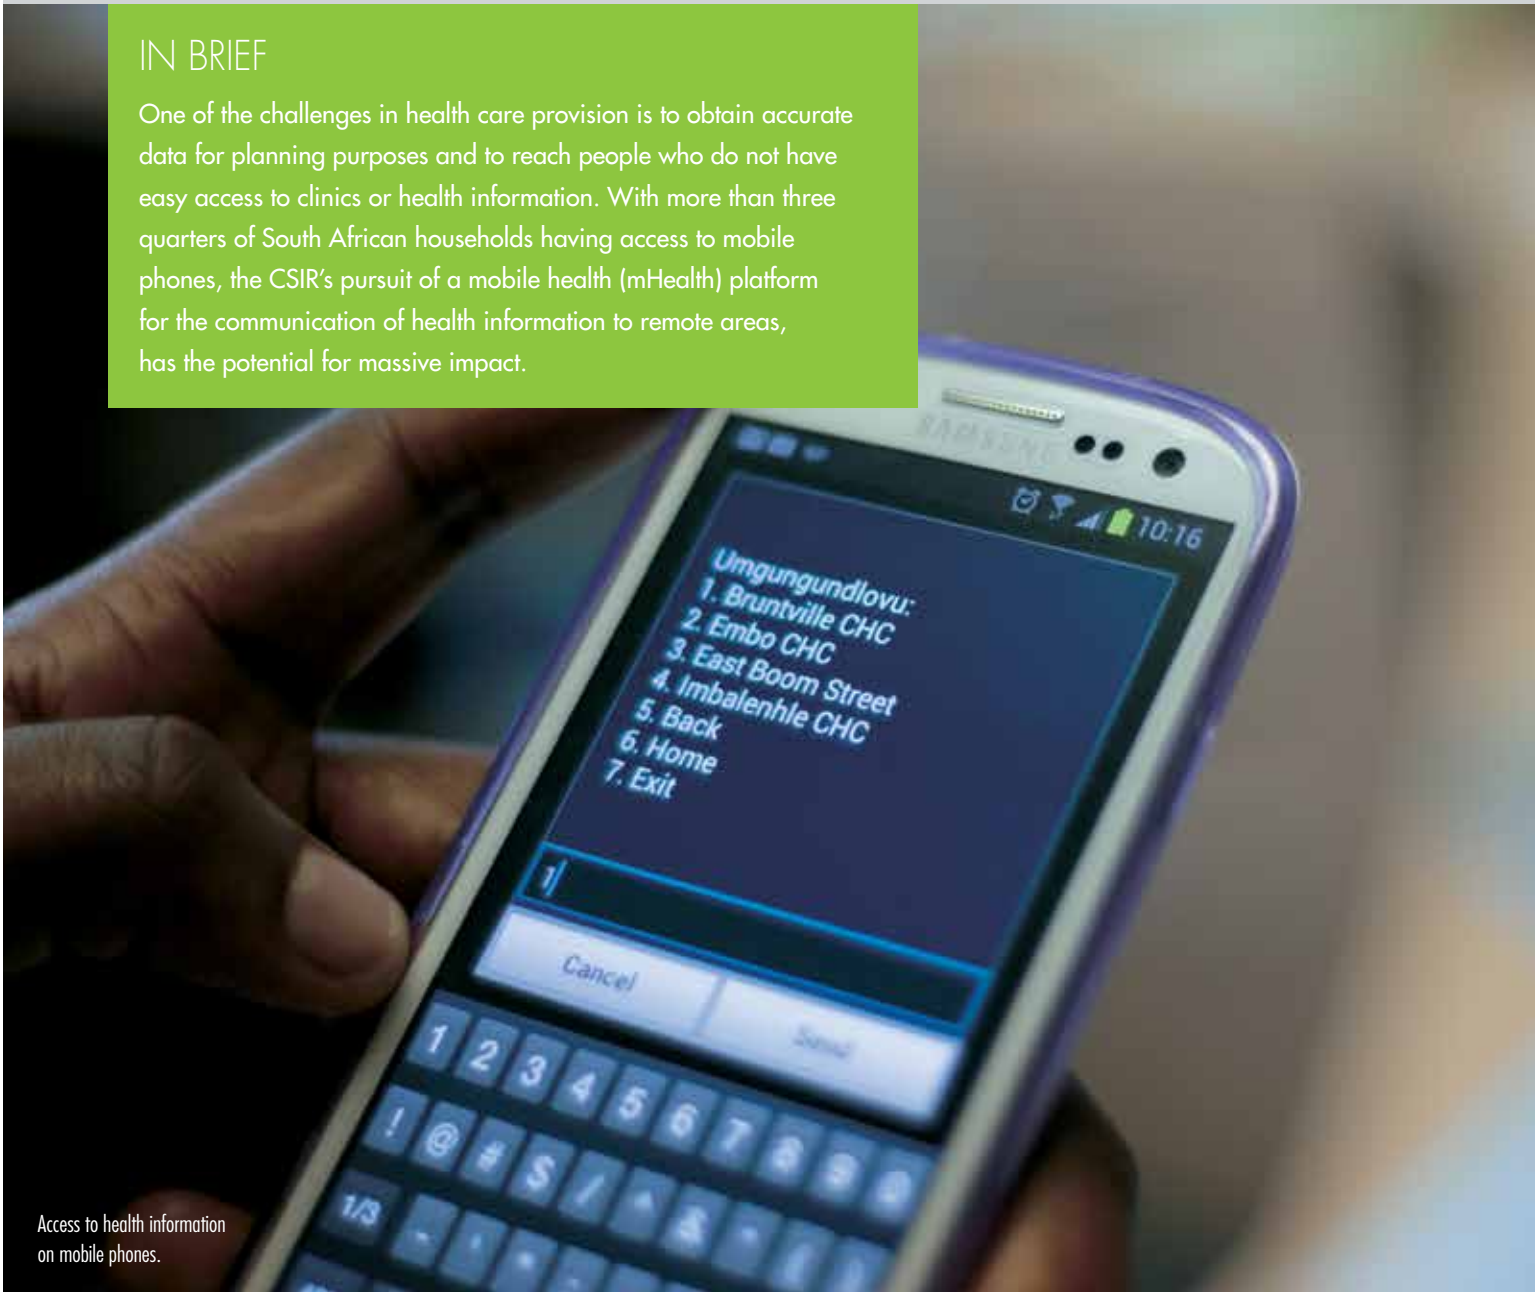 IN BRIEF
One of the challenges in health care provision is to obtain accurate
data for planning purposes and to reach people who do not have
easy access to clinics or health information. With more than three
quarters of South African households having access to mobile
phones, the CSIR’s pursuit of a mobile health (mHealth) platform
for the communication of health information to remote areas,
has the potential for massive impact.
SAMSUNG
10:16
Umgungundlovu:
1. Bruntville CHC
2. Embo CHC
3. East Boom Street
4. Imbalenhle CHC
5. Back
6. Home
7. Exit
1
Cancel Send
1 2 3 4 5 6 7 8 9 0
! @ # $ / ^ & * ( )
1/3
Access to health information
on mobile phones.